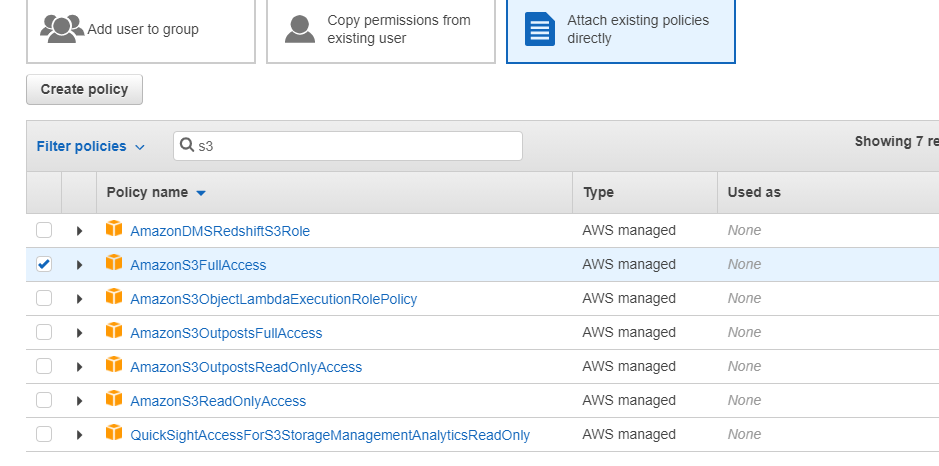 Add user to group
Copy permissions from
existing user
Attach existing policies
directly
Create policy
Filter policies
s3
Showing 7 re
Policy name Type Used as
AmazonDMSRedshiftS3Role AWS managed None
AmazonS3FullAccess AWS managed None
AmazonS3ObjectLambdaExecutionRolePolicy AWS managed None
AmazonS3OutpostsFullAccess AWS managed None
AmazonS3OutpostsReadOnlyAccess AWS managed None
AmazonS3ReadOnlyAccess AWS managed None
QuickSightAccessForS3StorageManagementAnalyticsReadOnly AWS managed None